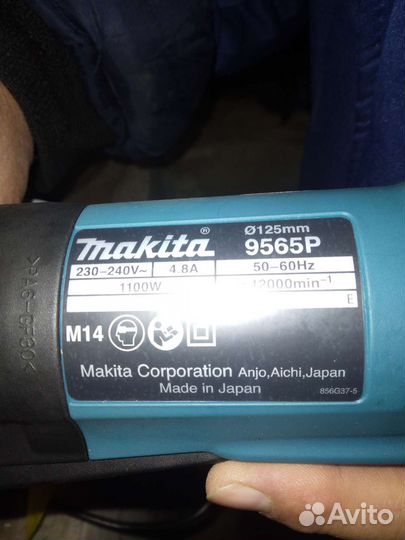 makita®
Ø125mm
9565P
230-240V~ 4.8A 50-60Hz
1100W 12000min⁻¹
E
M14
Makita Corporation Anjo,Aichi,Japan
Made in Japan 856G37-5
Avito